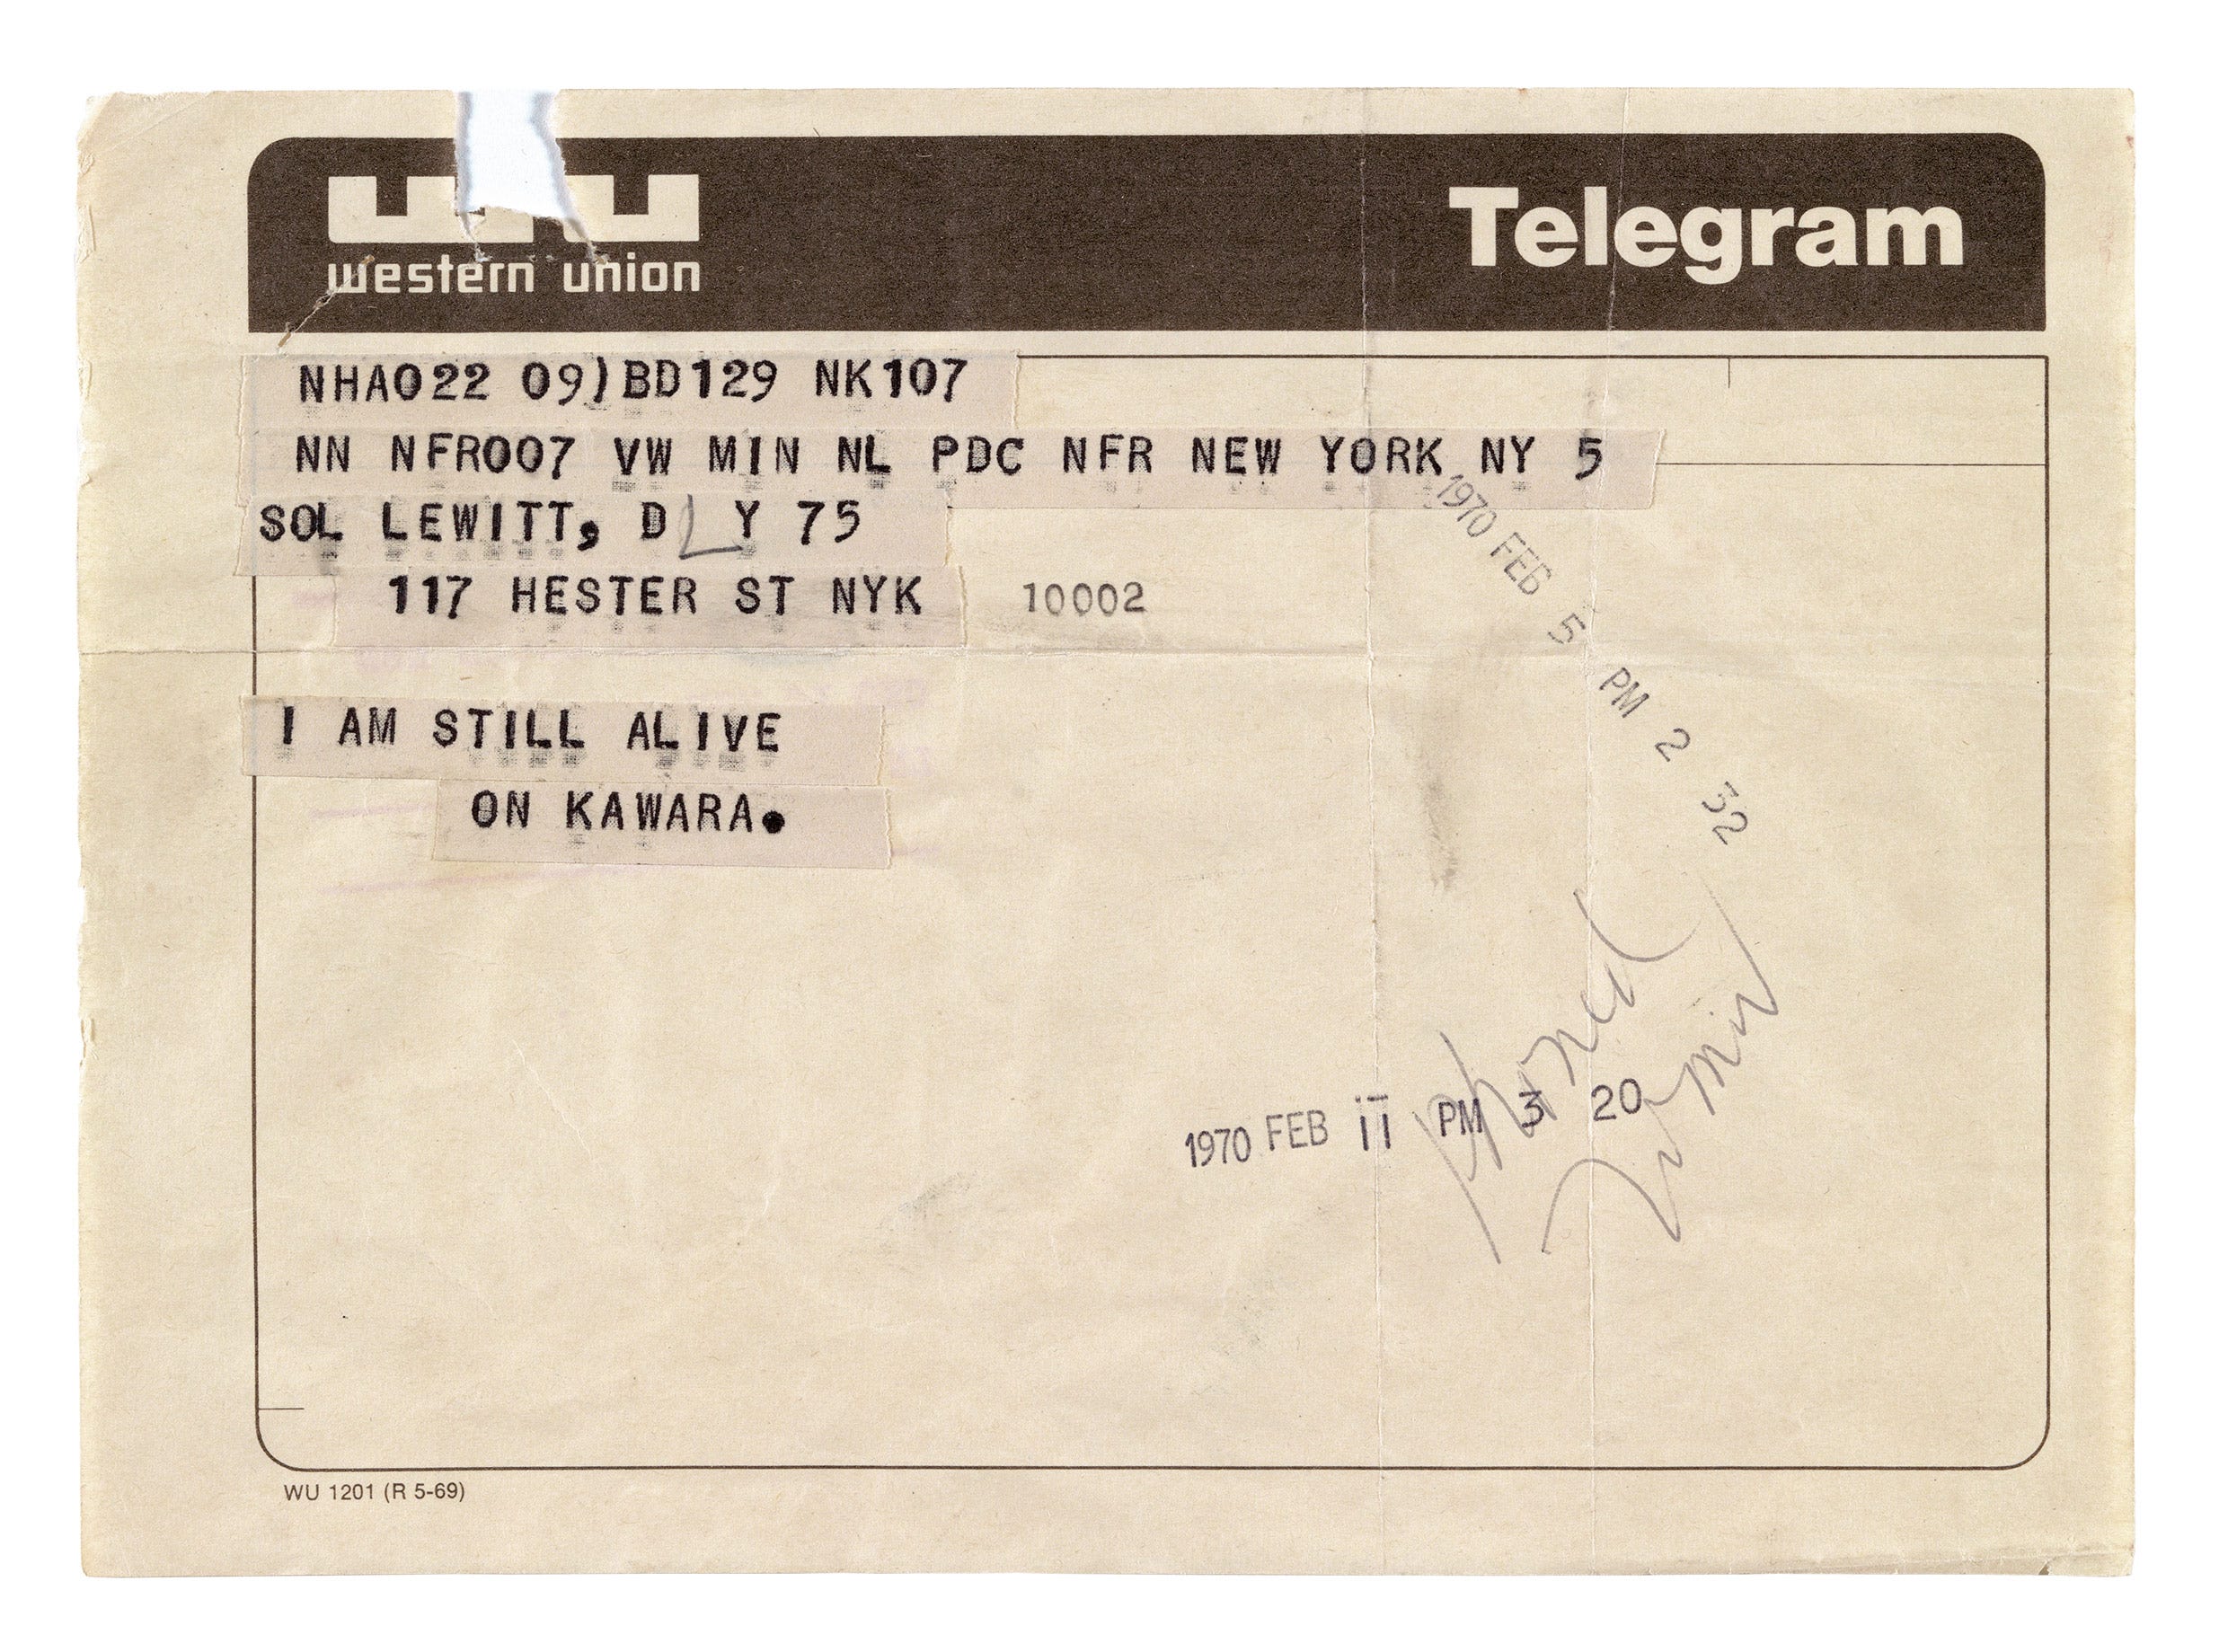 western union
Telegram
NHA022 09)BD129 NK107
NN NFR007 VW MIN NL PDC NFR NEW YORK NY 5
SOL LEWITT, D L Y 75
117 HESTER ST NYK 10002
1970 FEB 5 PM 2 32
I AM STILL ALIVE
ON KAWARA.
phoned
1970 FEB 11 PM 3 20
WU 1201 (R 5-69)